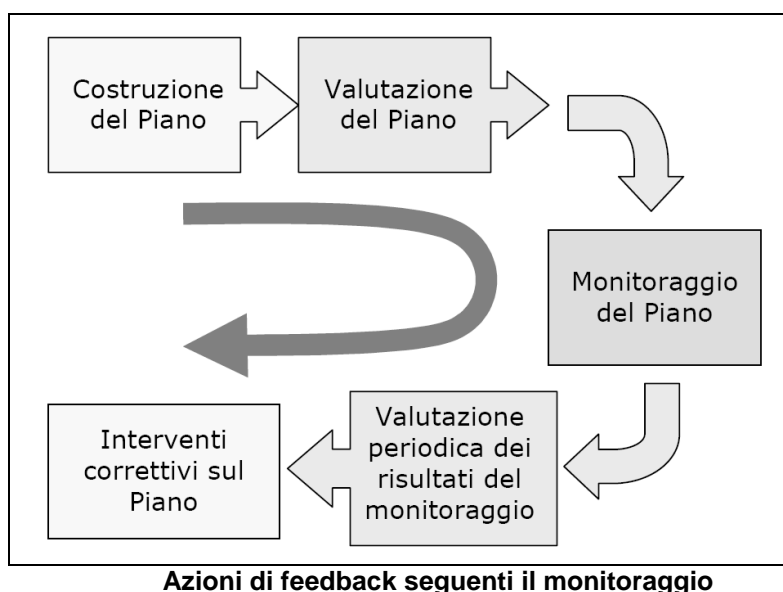 Costruzione
del Piano
Valutazione
del Piano
Monitoraggio
del Piano
Valutazione
periodica dei
risultati del
monitoraggio
Interventi
correttivi sul
Piano
Azioni di feedback seguenti il monitoraggio